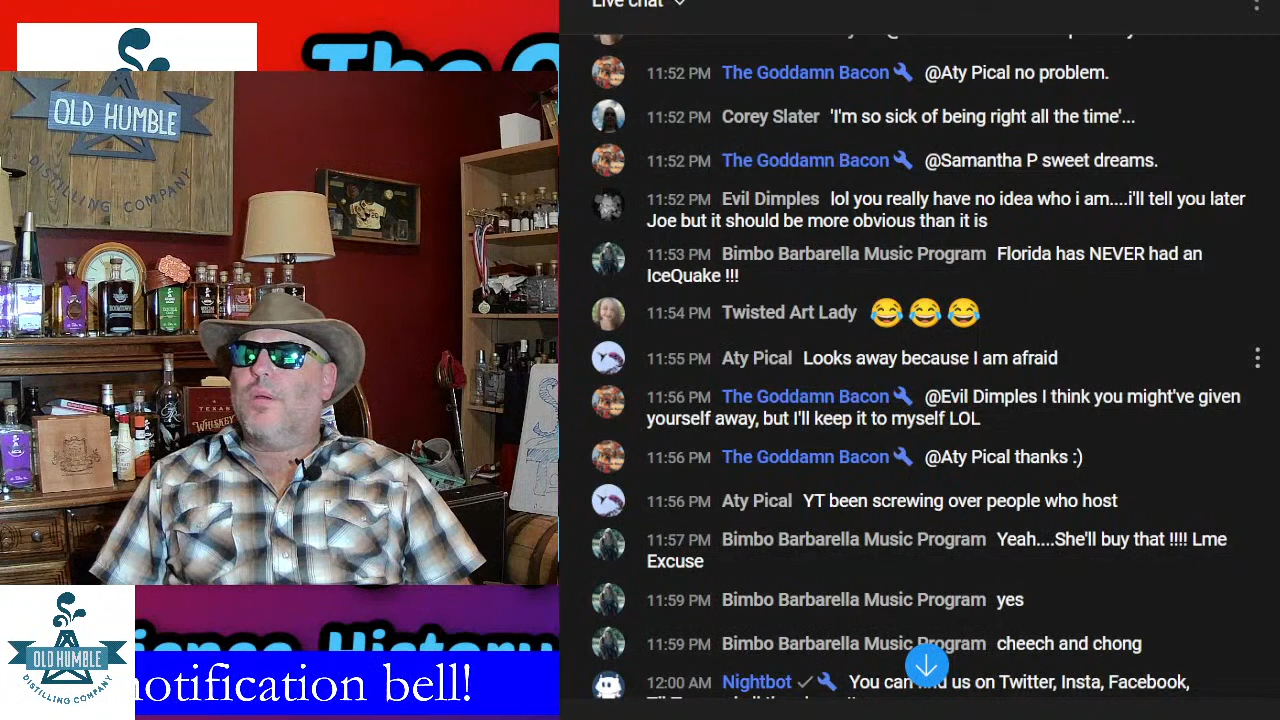 The
OLD HUMBLE
DISTILLING COMPANY
TEXAS
WHISKEY
OLD HUMBLE
DISTILLING COMPANY
ience, History
notification bell!
Live chat
11:52 PM The Goddamn Bacon @Aty Pical no problem.
11:52 PM Corey Slater 'I'm so sick of being right all the time'...
11:52 PM The Goddamn Bacon @Samantha P sweet dreams.
11:52 PM Evil Dimples lol you really have no idea who i am....i'll tell you later
Joe but it should be more obvious than it is
11:53 PM Bimbo Barbarella Music Program Florida has NEVER had an
IceQuake !!!
11:54 PM Twisted Art Lady 😂 😂 😂
11:55 PM Aty Pical Looks away because I am afraid
11:56 PM The Goddamn Bacon @Evil Dimples I think you might've given
yourself away, but I'll keep it to myself LOL
11:56 PM The Goddamn Bacon @Aty Pical thanks :)
11:56 PM Aty Pical YT been screwing over people who host
11:57 PM Bimbo Barbarella Music Program Yeah....She'll buy that !!!! Lme
Excuse
11:59 PM Bimbo Barbarella Music Program yes
11:59 PM Bimbo Barbarella Music Program cheech and chong
12:00 AM Nightbot You can find us on Twitter, Insta, Facebook,